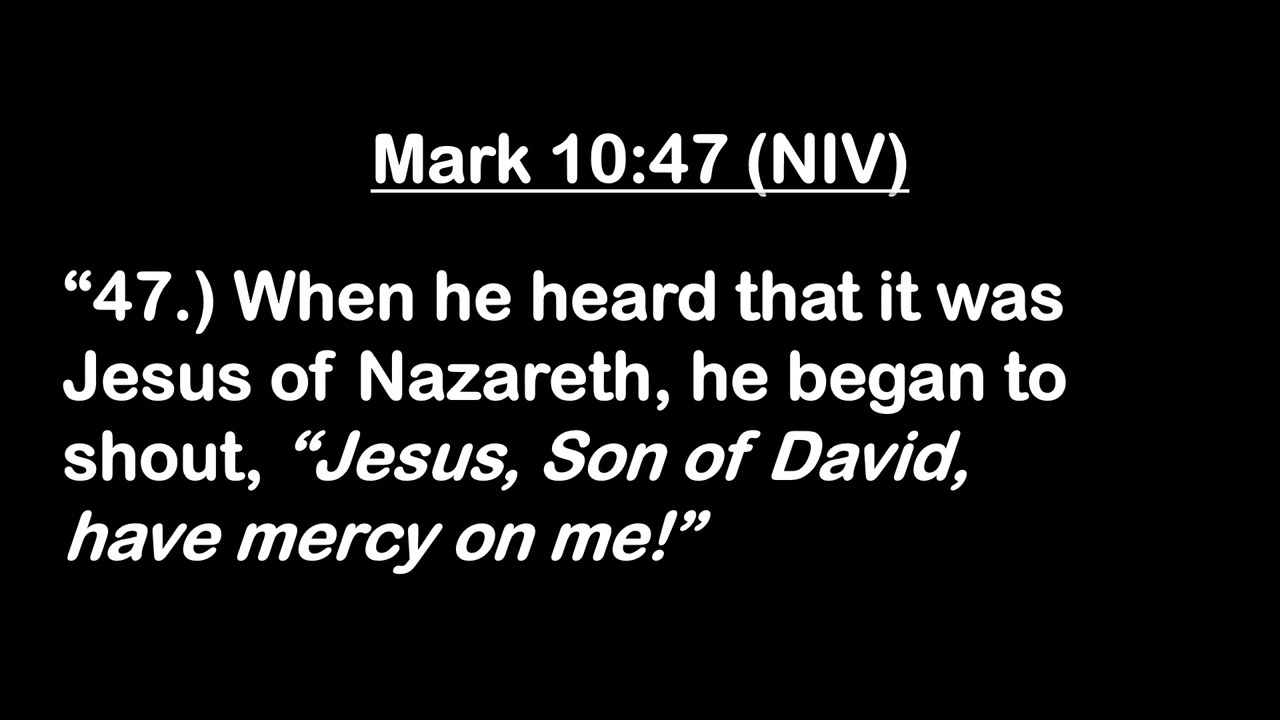 Mark 10:47 (NIV)
“47.) When he heard that it was
Jesus of Nazareth, he began to
shout, “Jesus, Son of David,
have mercy on me!”